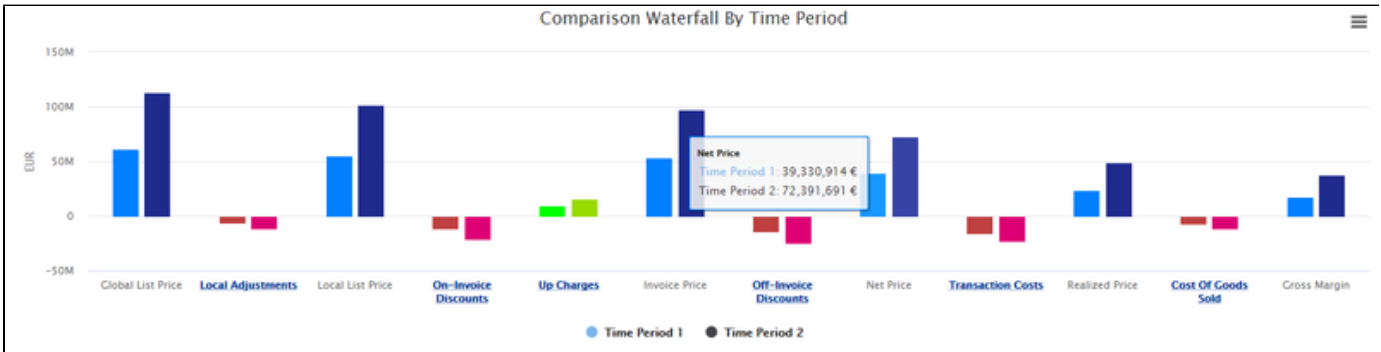 Comparison Waterfall By Time Period
150M
100M
50M
0
-50M
EUR
Net Price
Time Period 1: 39,330,914 €
Time Period 2: 72,391,691 €
Global List Price
Local Adjustments
Local List Price
On-Invoice
Discounts
Up Charges
Invoice Price
Off-Invoice
Discounts
Net Price
Transaction Costs
Realized Price
Cost Of Goods
Sold
Gross Margin
Time Period 1
Time Period 2